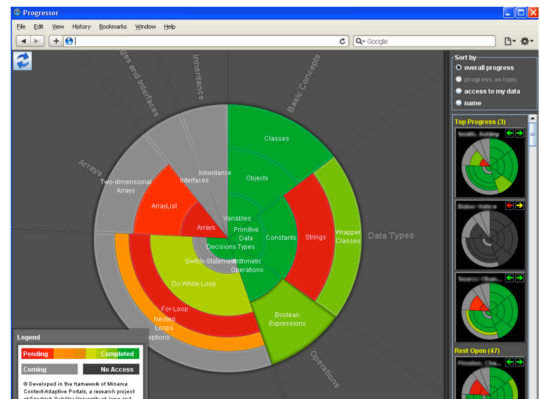 Progressor
File Edit View History Bookmarks Window Help
Google
ges and Interfaces
Inheritance
Basic Concepts
Arrays
Data Types
Operations
Classes
Objects
Inheritance
Interfaces
Two-dimensional
Arrays
ArrayList
Arrays
Variables
Primitive
Data
Types
Decisions
Constants
Strings
Wrapper
Classes
Switch-Statement
Arithmetic
Operations
Do-While-Loop
Boolean
Expressions
For-Loop
Nested
Loops
eptions
Legend
Pending Completed
Coming No Access
© Developed in the framework of Minerva
Context-Adaptive Portals, a research project
of Friedrich Schiller University of Jena and
Sort by
overall progress
progress on topic
access to my data
name
Top Progress (3)
Rest Open (47)